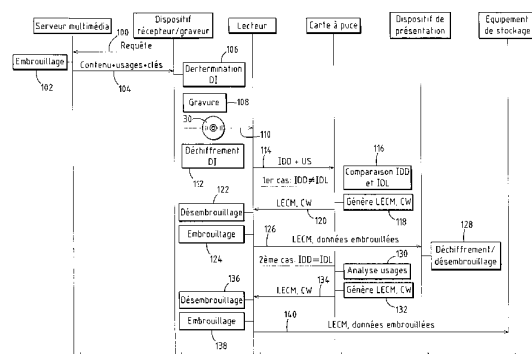 Serveur multimédia
Dispositif
récepteur/graveur
Lecteur
Carte à puce
Dispositif de
présentation
Equipement
de stockage
100
Requête
Embrouillage
102
Contenu+usages+clés
104
106
Dertermination
DI
Gravure
108
30
110
Déchiffrement
DI
112
114
IDD + US
116
Comparaison IDD
et IDL
1er cas: IDD≠IDL
122
LECM, CW
120
Génère LECM, CW
118
Désembrouillage
126
128
Embrouillage
124
LECM, données embrouillées
Déchiffrement/
désembrouillage
2ème cas: IDD=IDL
130
Analyse usages
136
134
LECM, CW
Génère LECM, CW
132
Désembrouillage
140
Embrouillage
138
LECM, données embrouillées